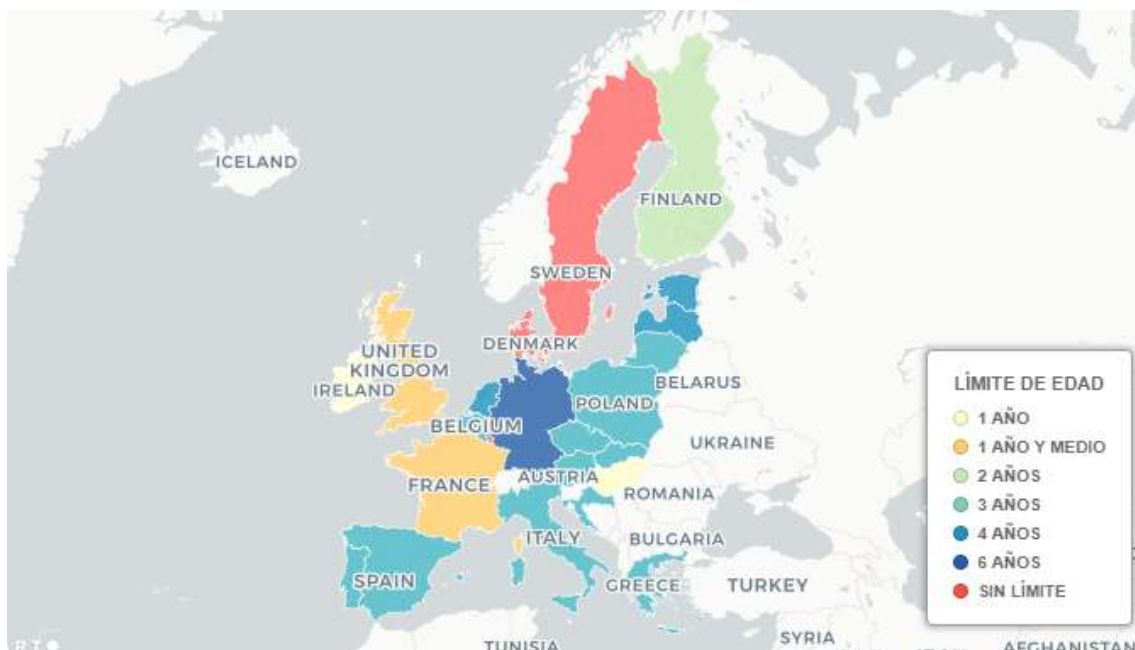 ICELAND
FINLAND
SWEDEN
DENMARK
UNITED
KINGDOM
IRELAND
BELARUS
POLAND
BELGIUM
UKRAINE
AUSTRIA
FRANCE
ROMANIA
ITALY
BULGARIA
SPAIN
GREECE
TURKEY
TUNISIA
SYRIA
AFGHANISTAN
LÍMITE DE EDAD
1 AÑO
1 AÑO Y MEDIO
2 AÑOS
3 AÑOS
4 AÑOS
6 AÑOS
SIN LÍMITE